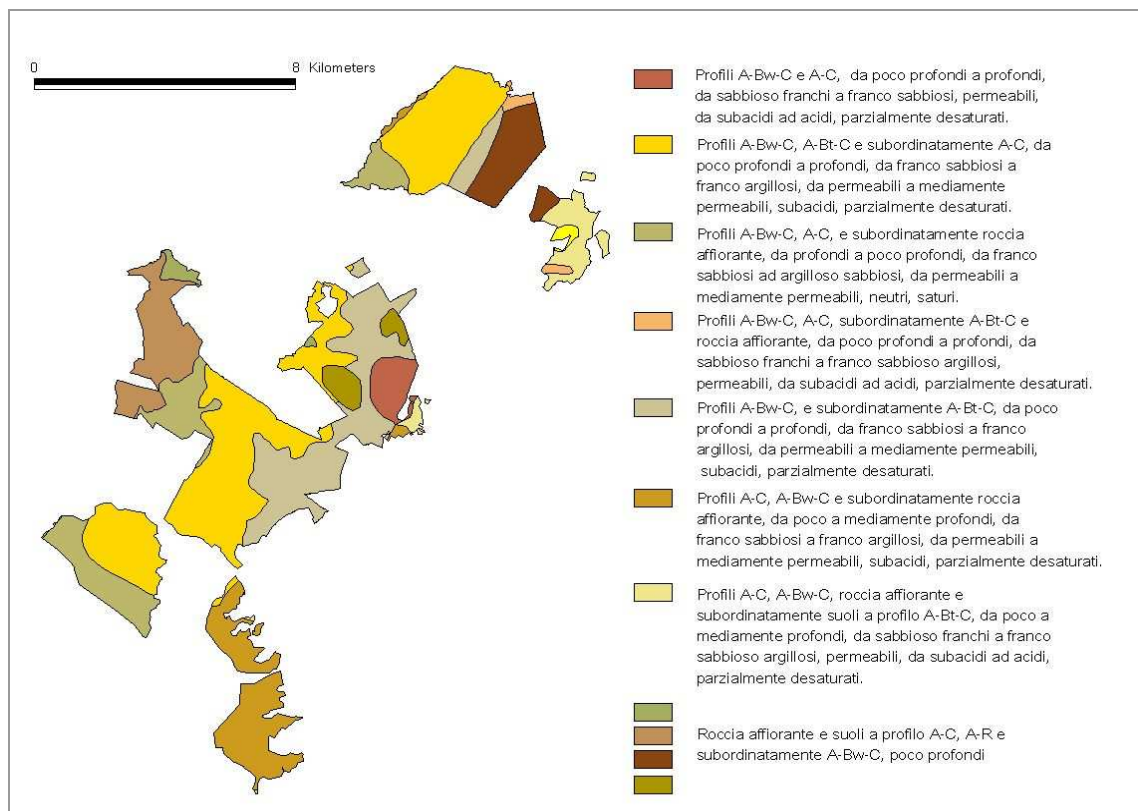 0 8 Kilometers
Profili A-Bw-C e A-C, da poco profondi a profondi,
da sabbioso franchi a franco sabbiosi, permeabili,
da subacidi ad acidi, parzialmente desaturati.
Profili A-Bw-C, A-Bt-C e subordinatamente A-C, da
poco profondi a profondi, da franco sabbiosi a
franco argillosi, da permeabili a mediamente
permeabili, subacidi, parzialmente desaturati.
Profili A-Bw-C, A-C, e subordinatamente roccia
affiorante, da profondi a poco profondi, da franco
sabbiosi ad argilloso sabbiosi, da permeabili a
mediamente permeabili, neutri, saturi.
Profili A-Bw-C, A-C, subordinatamente A-Bt-C e
roccia affiorante, da poco profondi a profondi, da
sabbioso franchi a franco sabbioso argillosi,
permeabili, da subacidi ad acidi, parzialmente desaturati.
Profili A-Bw-C, e subordinatamente A-Bt-C, da poco
profondi a profondi, da franco sabbiosi a franco
argillosi, da permeabili a mediamente permeabili,
subacidi, parzialmente desaturati.
Profili A-C, A-Bw-C e subordinatamente roccia
affiorante, da poco a mediamente profondi, da
franco sabbiosi a franco argillosi, da permeabili a
mediamente permeabili, subacidi, parzialmente desaturati.
Profili A-C, A-Bw-C, roccia affiorante e
subordinatamente suoli a profilo A-Bt-C, da poco a
mediamente profondi, da sabbioso franchi a franco
sabbioso argillosi, permeabili, da subacidi ad acidi,
parzialmente desaturati.
Roccia affiorante e suoli a profilo A-C, A-R e
subordinatamente A-Bw-C, poco profondi